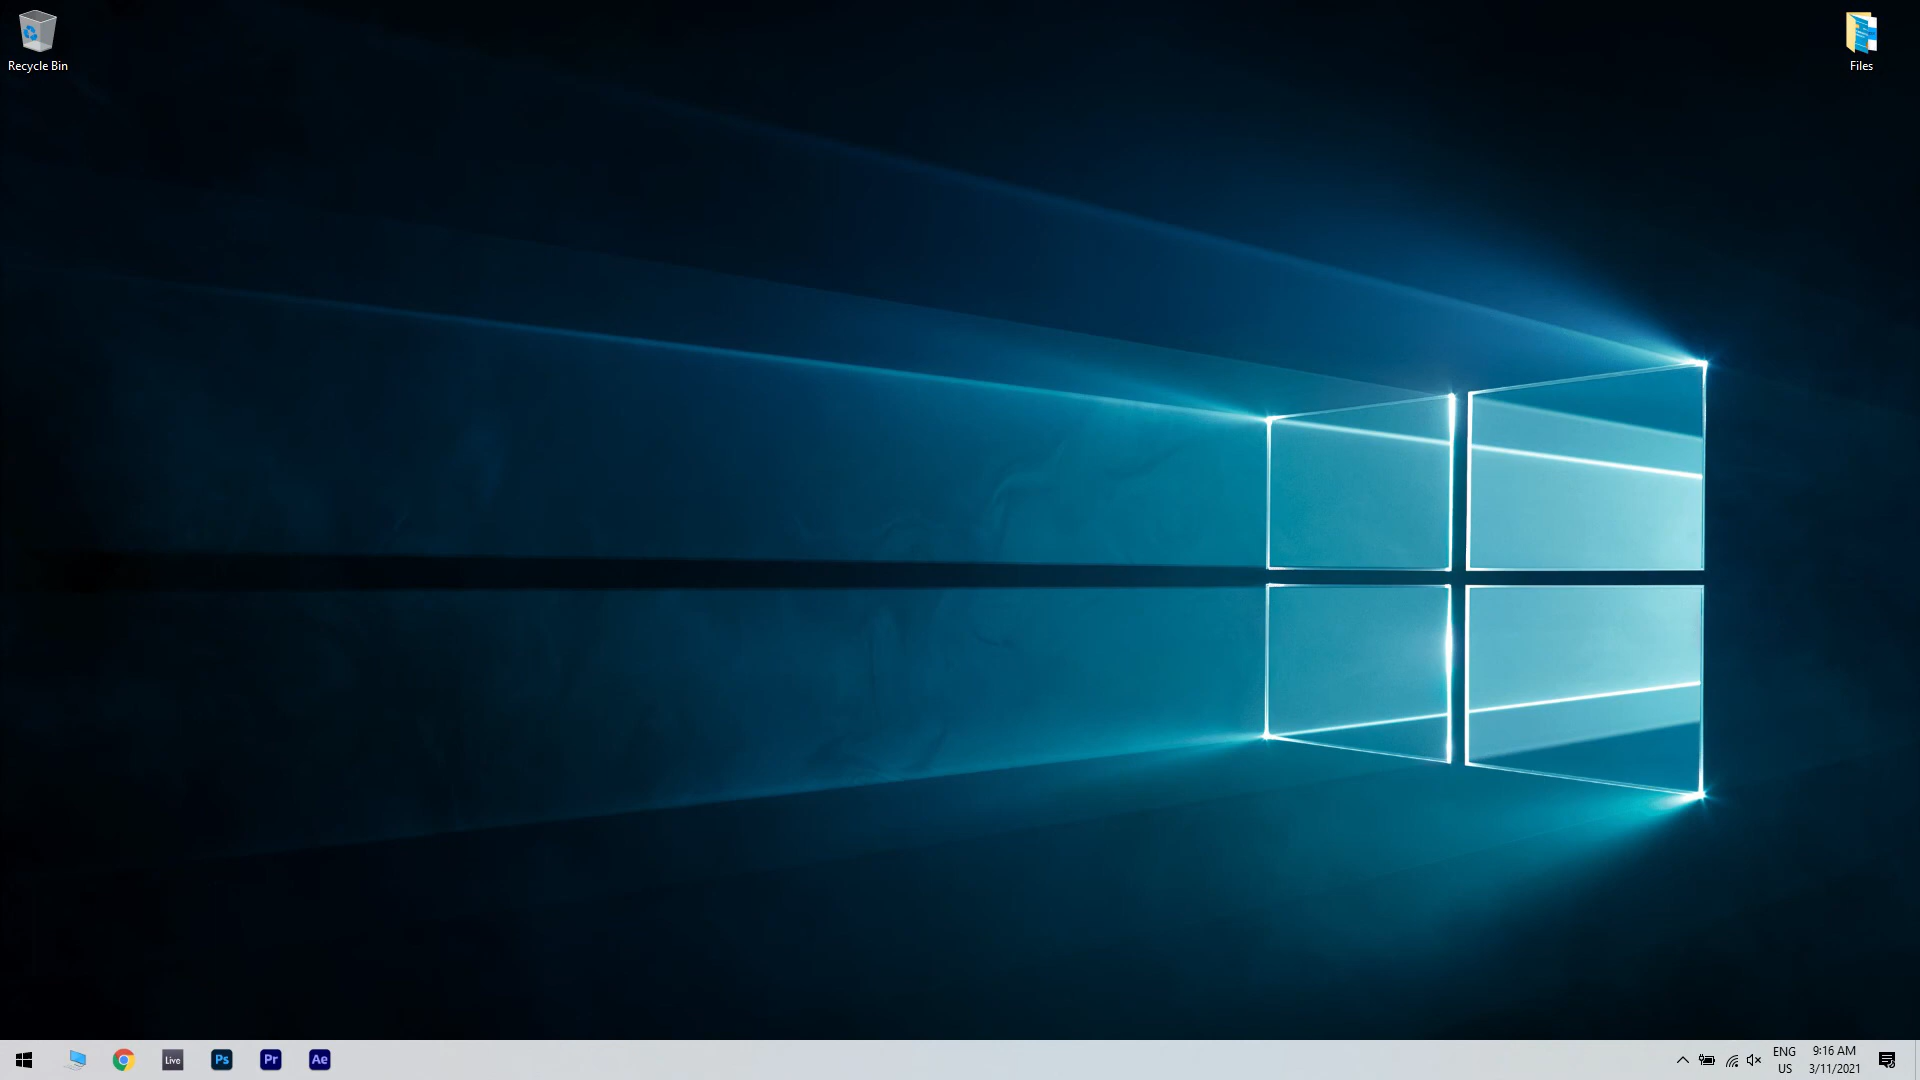 Recycle Bin
Files
Live
Ps
Pr
Ae
ENG
US
9:16 AM
3/11/2021